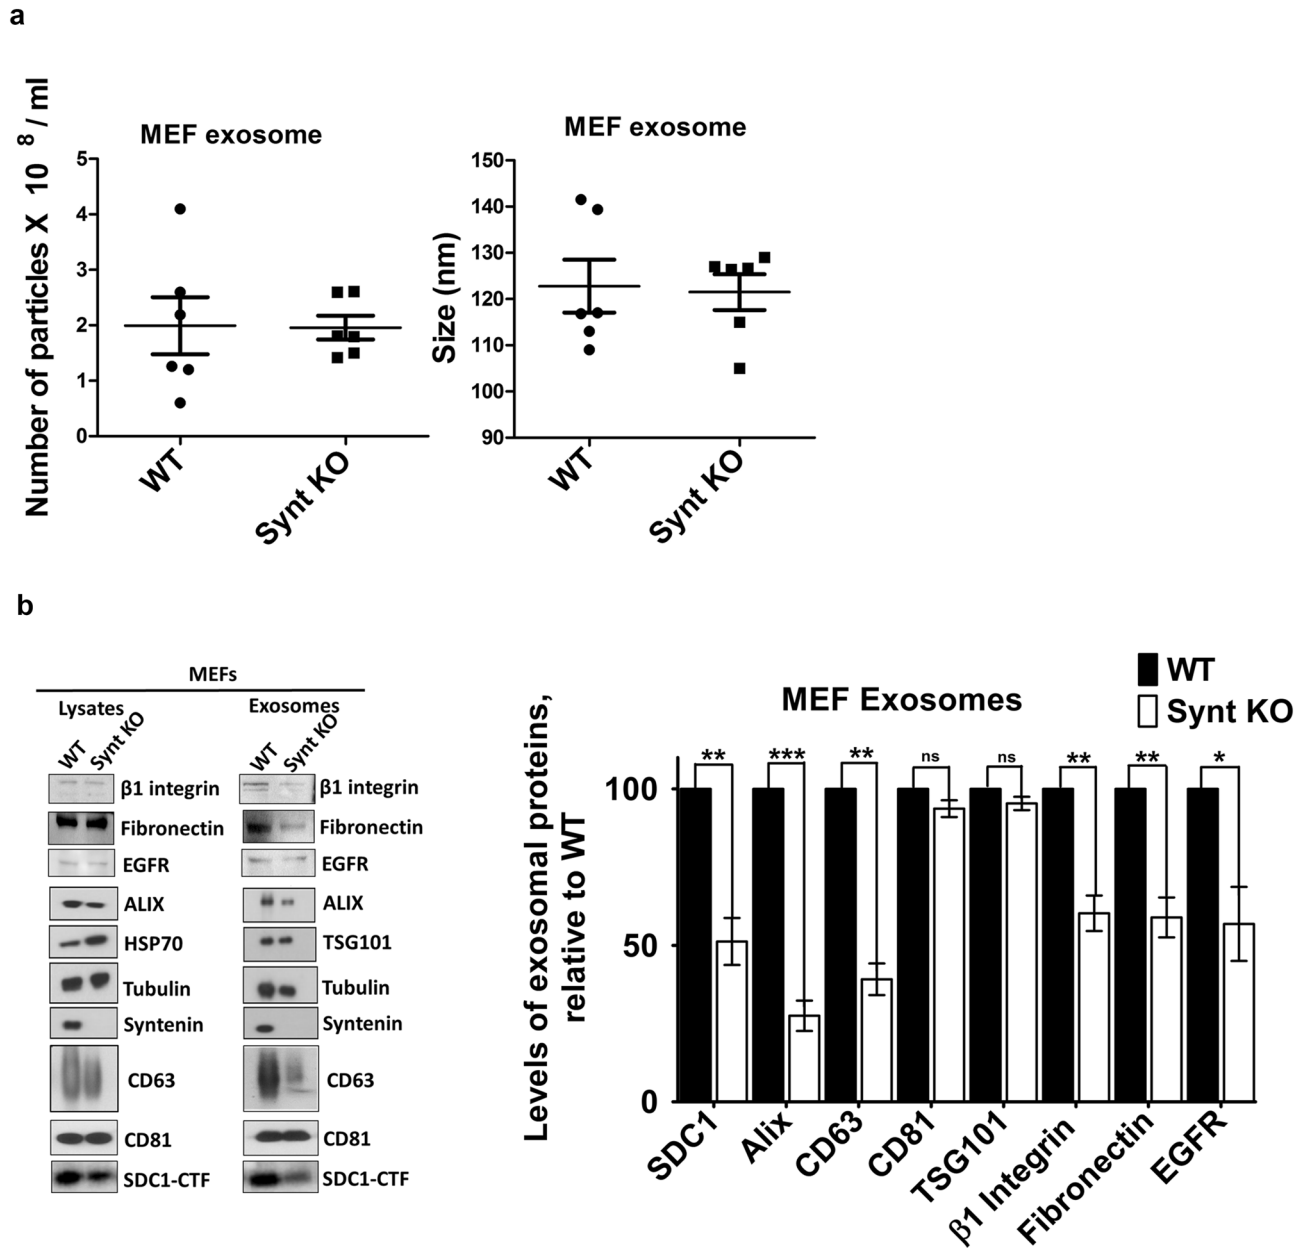 a
Number of particles X 10 8 / ml
MEF exosome
5
4
3
2
1
0
WT
Synt KO
MEF exosome
Size (nm)
150
140
130
120
110
100
90
WT
Synt KO
b
MEFs
Lysates
Exosomes
WT
Synt KO
WT
Synt KO
β1 integrin
β1 integrin
Fibronectin
Fibronectin
EGFR
EGFR
ALIX
ALIX
HSP70
TSG101
Tubulin
Tubulin
Syntenin
Syntenin
CD63
CD63
CD81
CD81
SDC1-CTF
SDC1-CTF
WT
Synt KO
MEF Exosomes
Levels of exosomal proteins,
relative to WT
100
50
0
** *** ** ns ns ** ** *
SDC1
Alix
CD63
CD81
TSG101
β1 Integrin
Fibronectin
EGFR